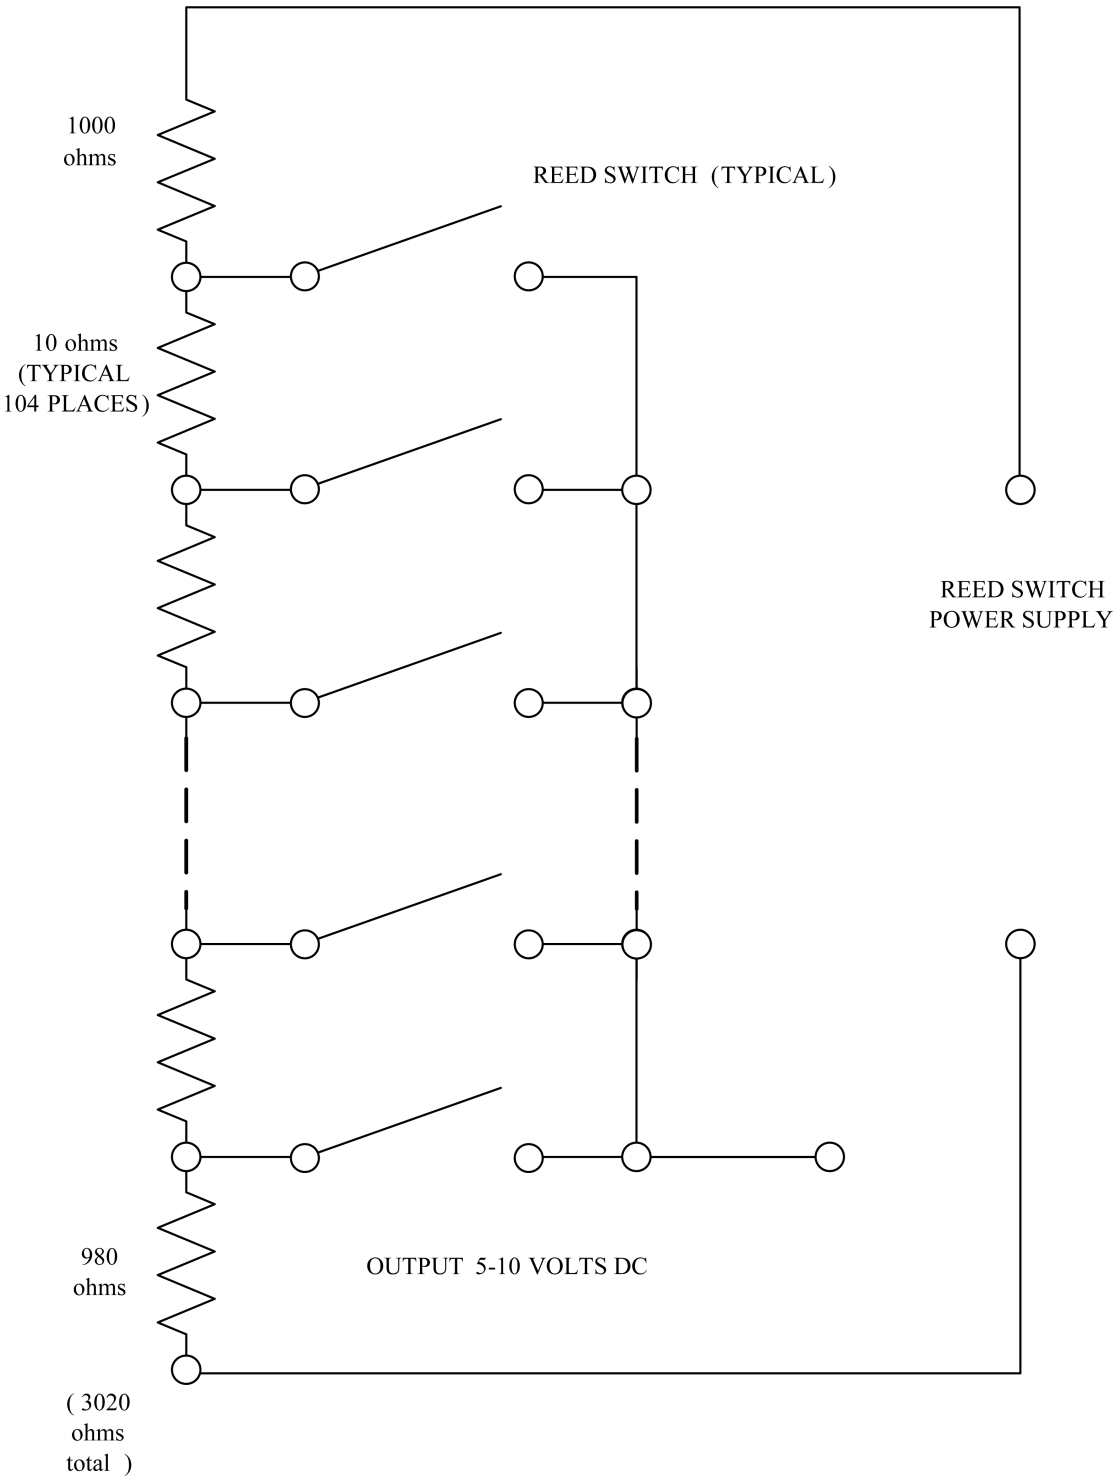 1000
ohms
REED SWITCH (TYPICAL)
10 ohms
(TYPICAL
104 PLACES)
REED SWITCH
POWER SUPPLY
980
ohms
OUTPUT 5-10 VOLTS DC
( 3020
ohms
total )